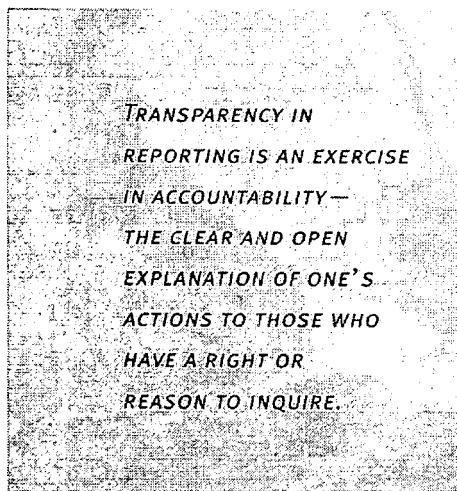 TRANSPARENCY IN
REPORTING IS AN EXERCISE
IN ACCOUNTABILITY—
THE CLEAR AND OPEN
EXPLANATION OF ONE'S
ACTIONS TO THOSE WHO
HAVE A RIGHT OR
REASON TO INQUIRE.